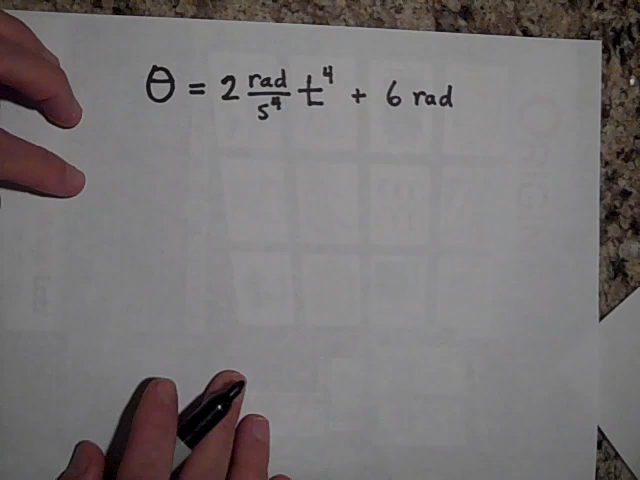 θ = 2 rad/s⁴ t⁴ + 6 rad